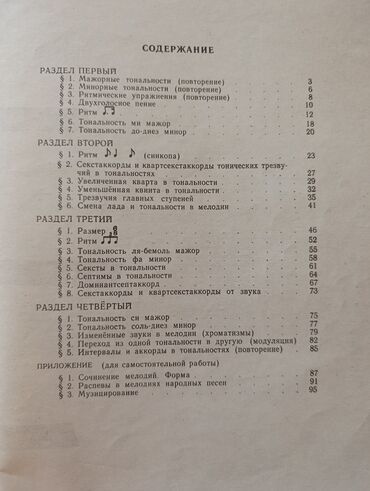 СОДЕРЖАНИЕ
РАЗДЕЛ ПЕРВЫЙ
§ 1. Мажорные тональности (повторение) 3
§ 2. Минорные тональности (повторение) 6
§ 3. Ритмические упражнения (повторение) 8
§ 4. Двухголосное пение 10
§ 5. Ритм 12
§ 6. Тональность ми мажор 18
§ 7. Тональность до-диез минор 20
РАЗДЕЛ ВТОРОЙ
§ 1. Ритм (синкопа) 23
§ 2. Секстаккорды и квартсекстаккорды тонических трезву-
чий в тональностях 27
§ 3. Увеличенная кварта в тональности 29
§ 4. Уменьшённая квинта в тональности 32
§ 5. Трезвучия главных ступеней 35
§ 6. Смена лада и тональности в мелодии 41
РАЗДЕЛ ТРЕТИЙ
§ 1. Размер 46
§ 2. Ритм 52
§ 3. Тональность ля-бемоль мажор 55
§ 4. Тональность фа минор 58
§ 5. Сексты в тональности 61
§ 6. Септимы в тональности 64
§ 7. Доминантсептаккорд 67
§ 8. Секстаккорды и квартсекстаккорды от звука 73
РАЗДЕЛ ЧЕТВЁРТЫЙ
§ 1. Тональность си мажор 75
§ 2. Тональность соль-диез минор 77
§ 3. Изменённые звуки в мелодии (хроматизмы) 79
§ 4. Переход из одной тональности в другую (модуляция) 82
§ 5. Интервалы и аккорды в тональностях (повторение) 85
ПРИЛОЖЕНИЕ (для самостоятельной работы)
§ 1. Сочинение мелодий. Форма 87
§ 2. Распевы в мелодиях народных песен 91
§ 3. Музицирование 95